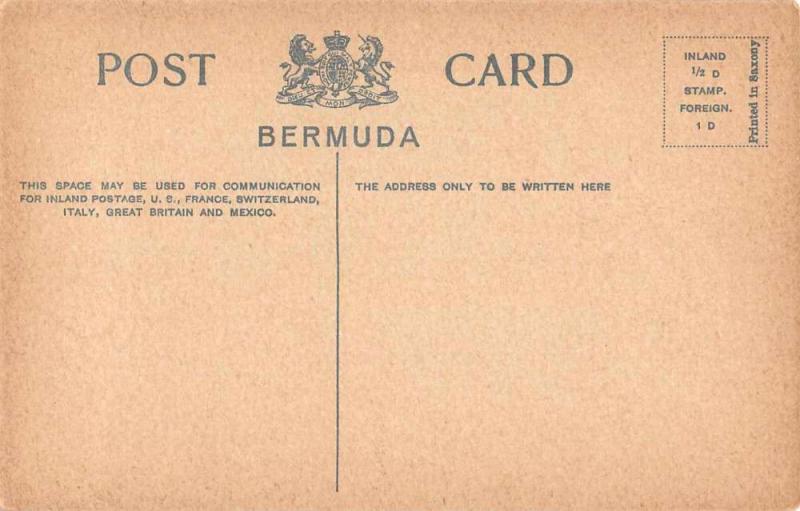 POST CARD
BERMUDA
INLAND
½ D
STAMP.
FOREIGN.
1 D
Printed in Saxony
THIS SPACE MAY BE USED FOR COMMUNICATION
FOR INLAND POSTAGE, U. S., FRANCE, SWITZERLAND,
ITALY, GREAT BRITAIN AND MEXICO.
THE ADDRESS ONLY TO BE WRITTEN HERE